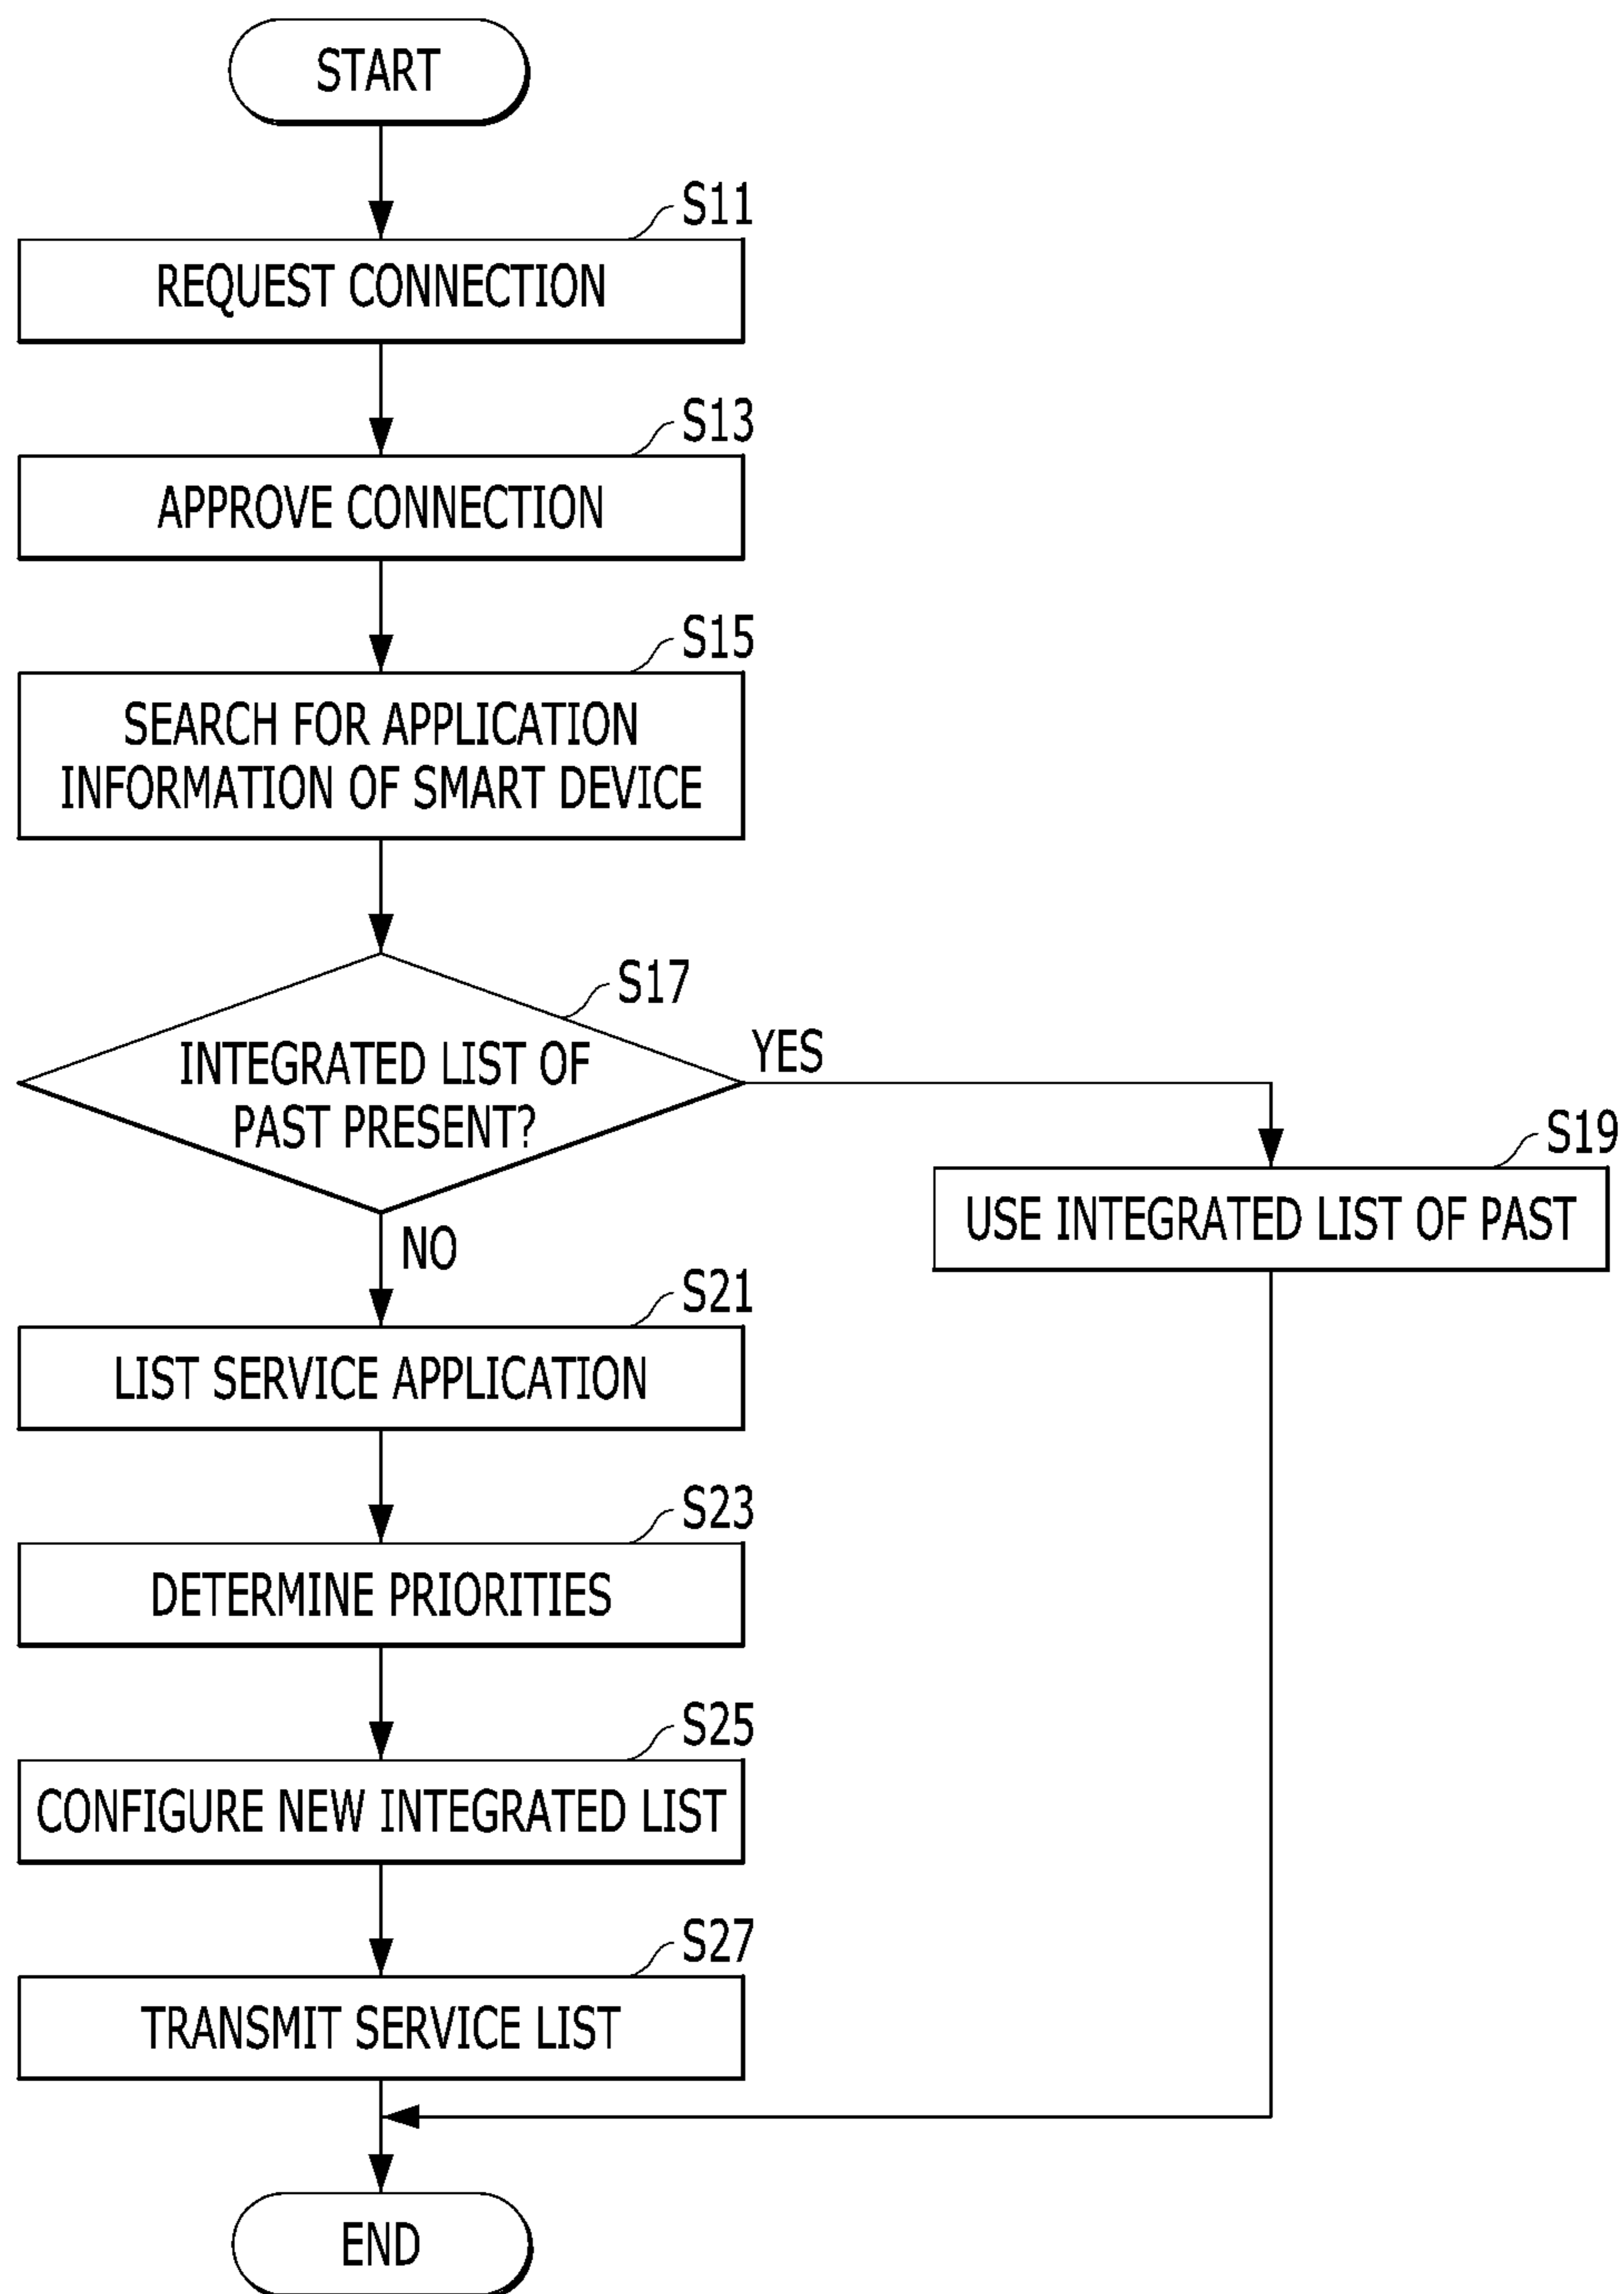 START
S11
REQUEST CONNECTION
S13
APPROVE CONNECTION
S15
SEARCH FOR APPLICATION
INFORMATION OF SMART DEVICE
S17
INTEGRATED LIST OF
PAST PRESENT?
YES
S19
USE INTEGRATED LIST OF PAST
NO
S21
LIST SERVICE APPLICATION
S23
DETERMINE PRIORITIES
S25
CONFIGURE NEW INTEGRATED LIST
S27
TRANSMIT SERVICE LIST
END